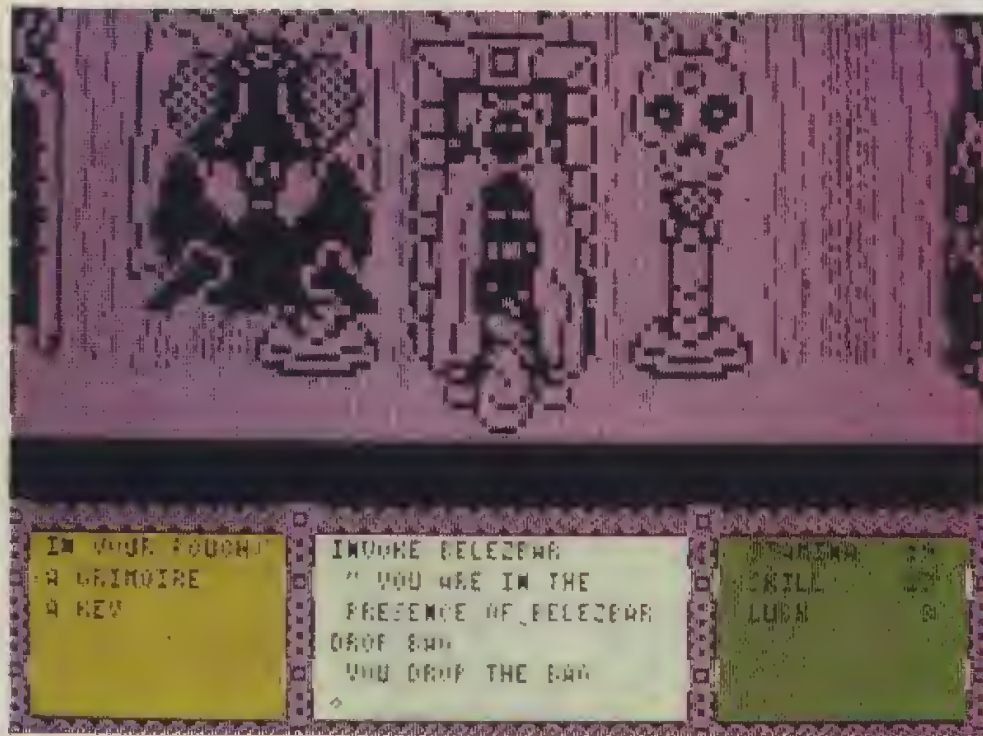 IN YOUR POUCH:
A GRIMOIRE
A KEY
INVOKE BELEZBAR
" YOU ARE IN THE
PRESENCE OF BELEZBAR
DROP BAG
YOU DROP THE BAG
STAMINA
SKILL
LUCK